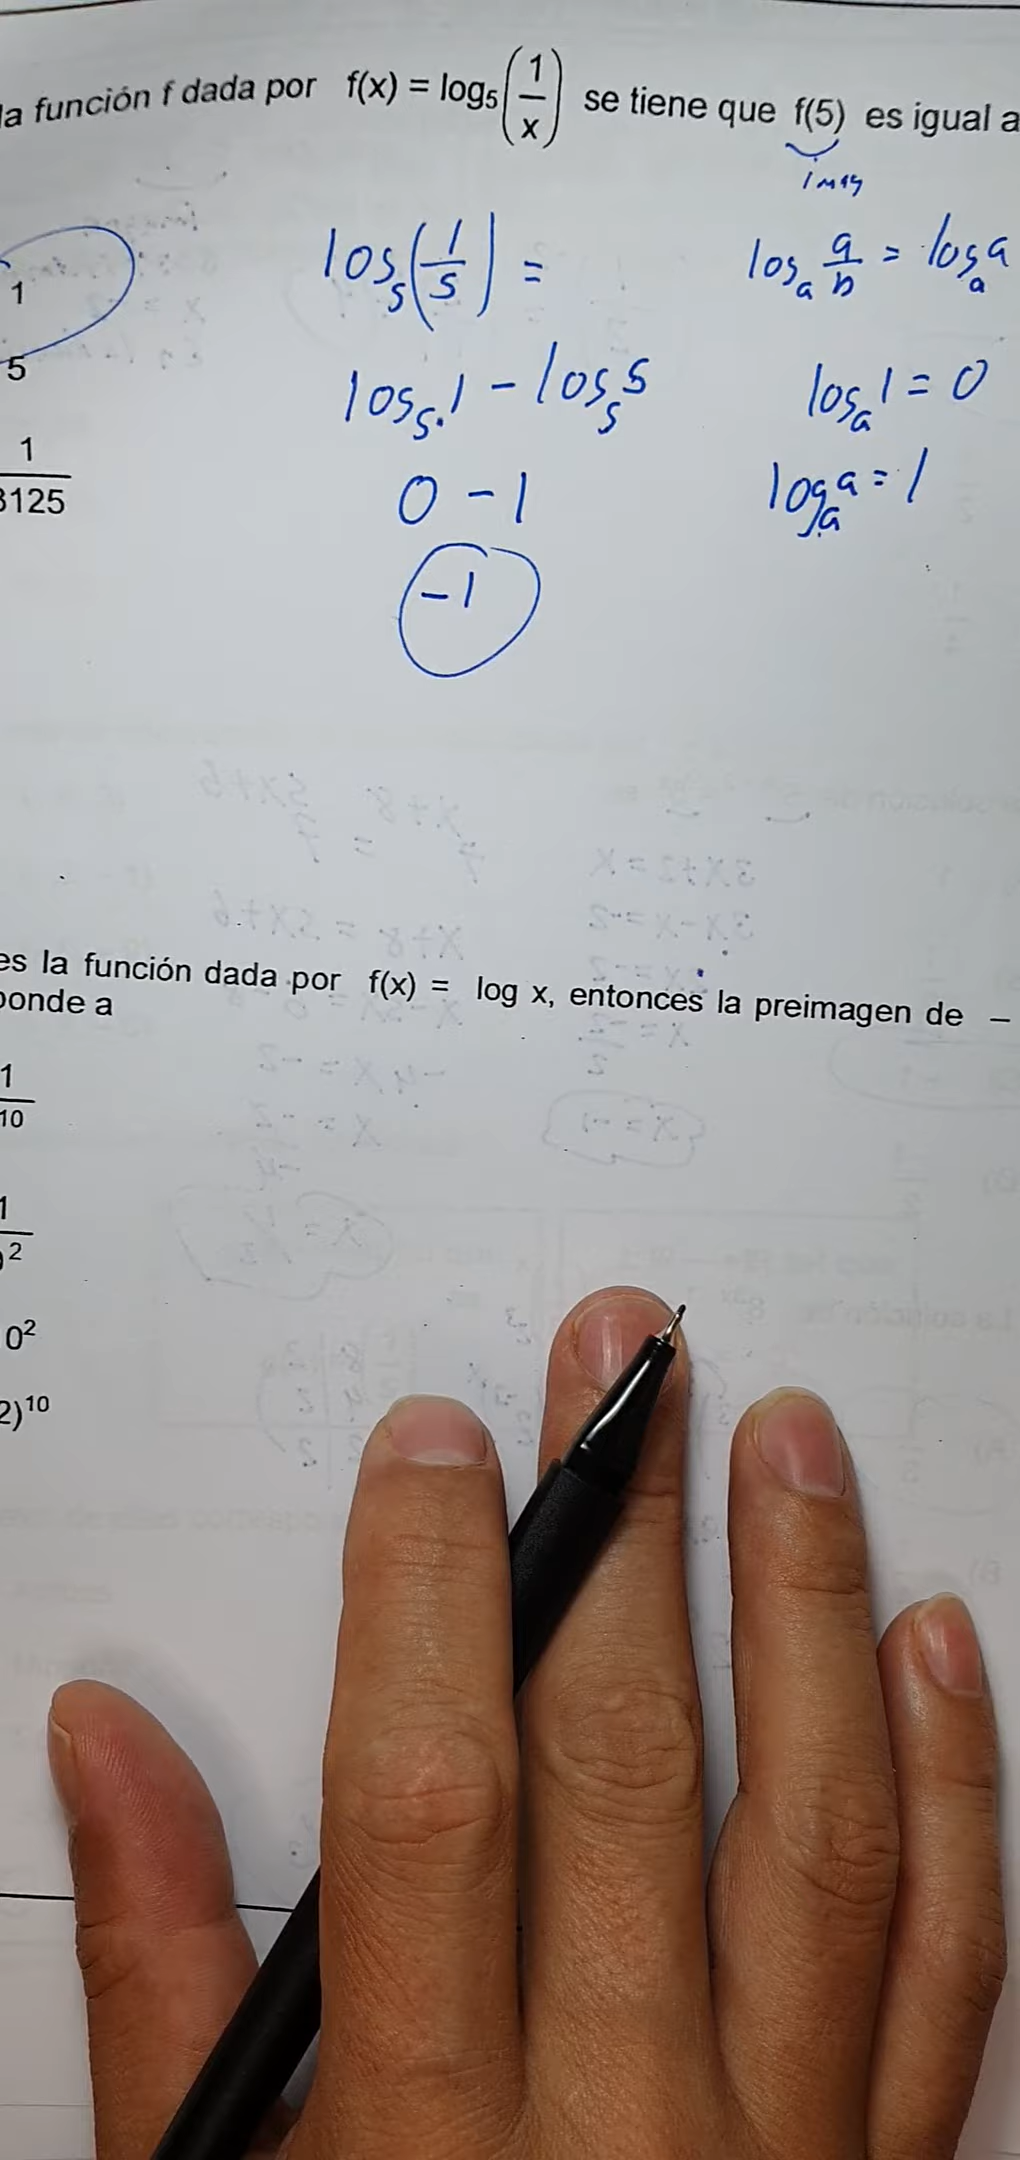 la función f dada por f(x) = log₅(1/x) se tiene que f(5) es igual a
imag
log₅(1/5) =
logₐ a/b = logₐ a
1
5
log₅ 1 - log₅ 5
logₐ 1 = 0
1/3125
0 - 1
logₐ a = 1
-1
es la función dada por f(x) = log x, entonces la preimagen de –
ponde a
1/10
1
2
0²
2)¹⁰